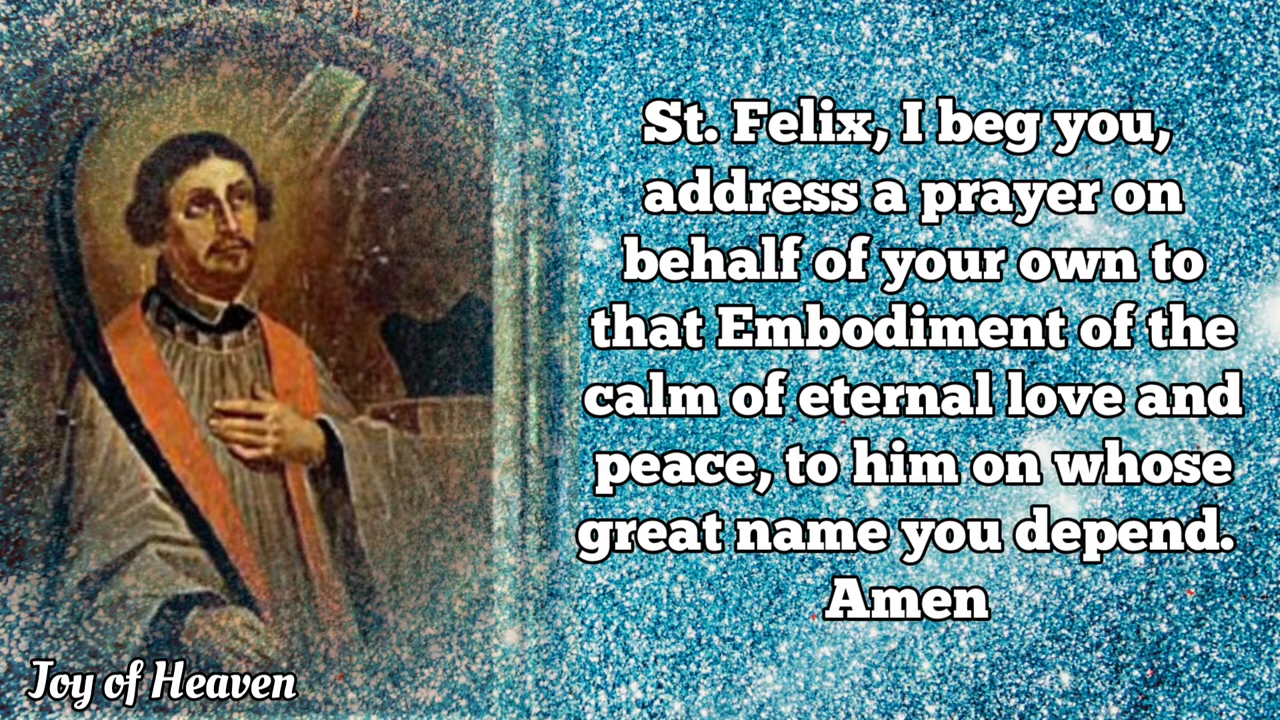 St. Felix, I beg you,
address a prayer on
behalf of your own to
that Embodiment of the
calm of eternal love and
peace, to him on whose
great name you depend.
Amen
Joy of Heaven